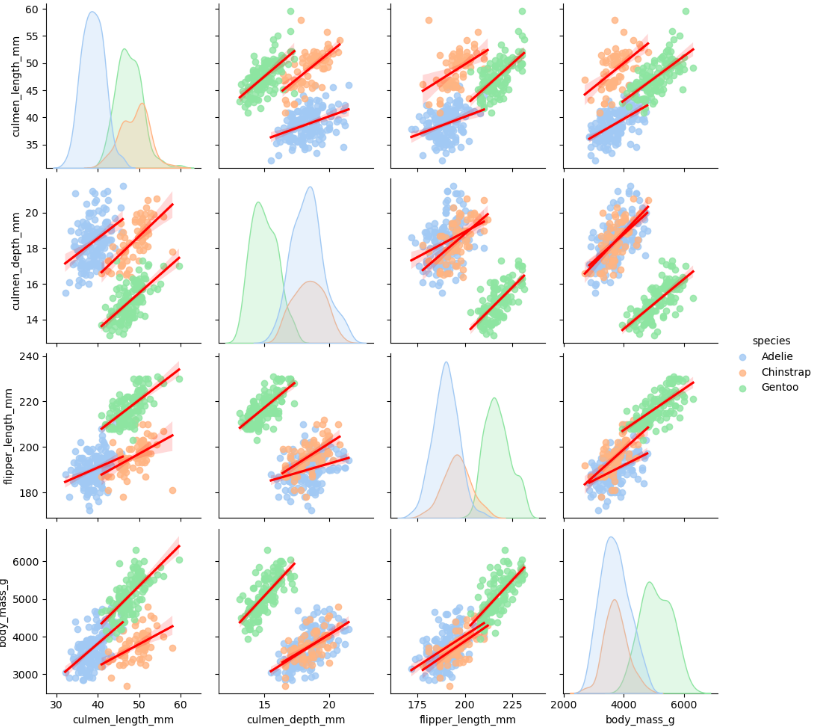 60
55
50
45
40
35
culmen_length_mm
20
18
16
14
culmen_depth_mm
species
Adelie
Chinstrap
Gentoo
240
220
200
180
flipper_length_mm
6000
5000
4000
3000
body_mass_g
30 40 50 60 15 20 175 200 225 2000 4000 6000
culmen_length_mm culmen_depth_mm flipper_length_mm body_mass_g